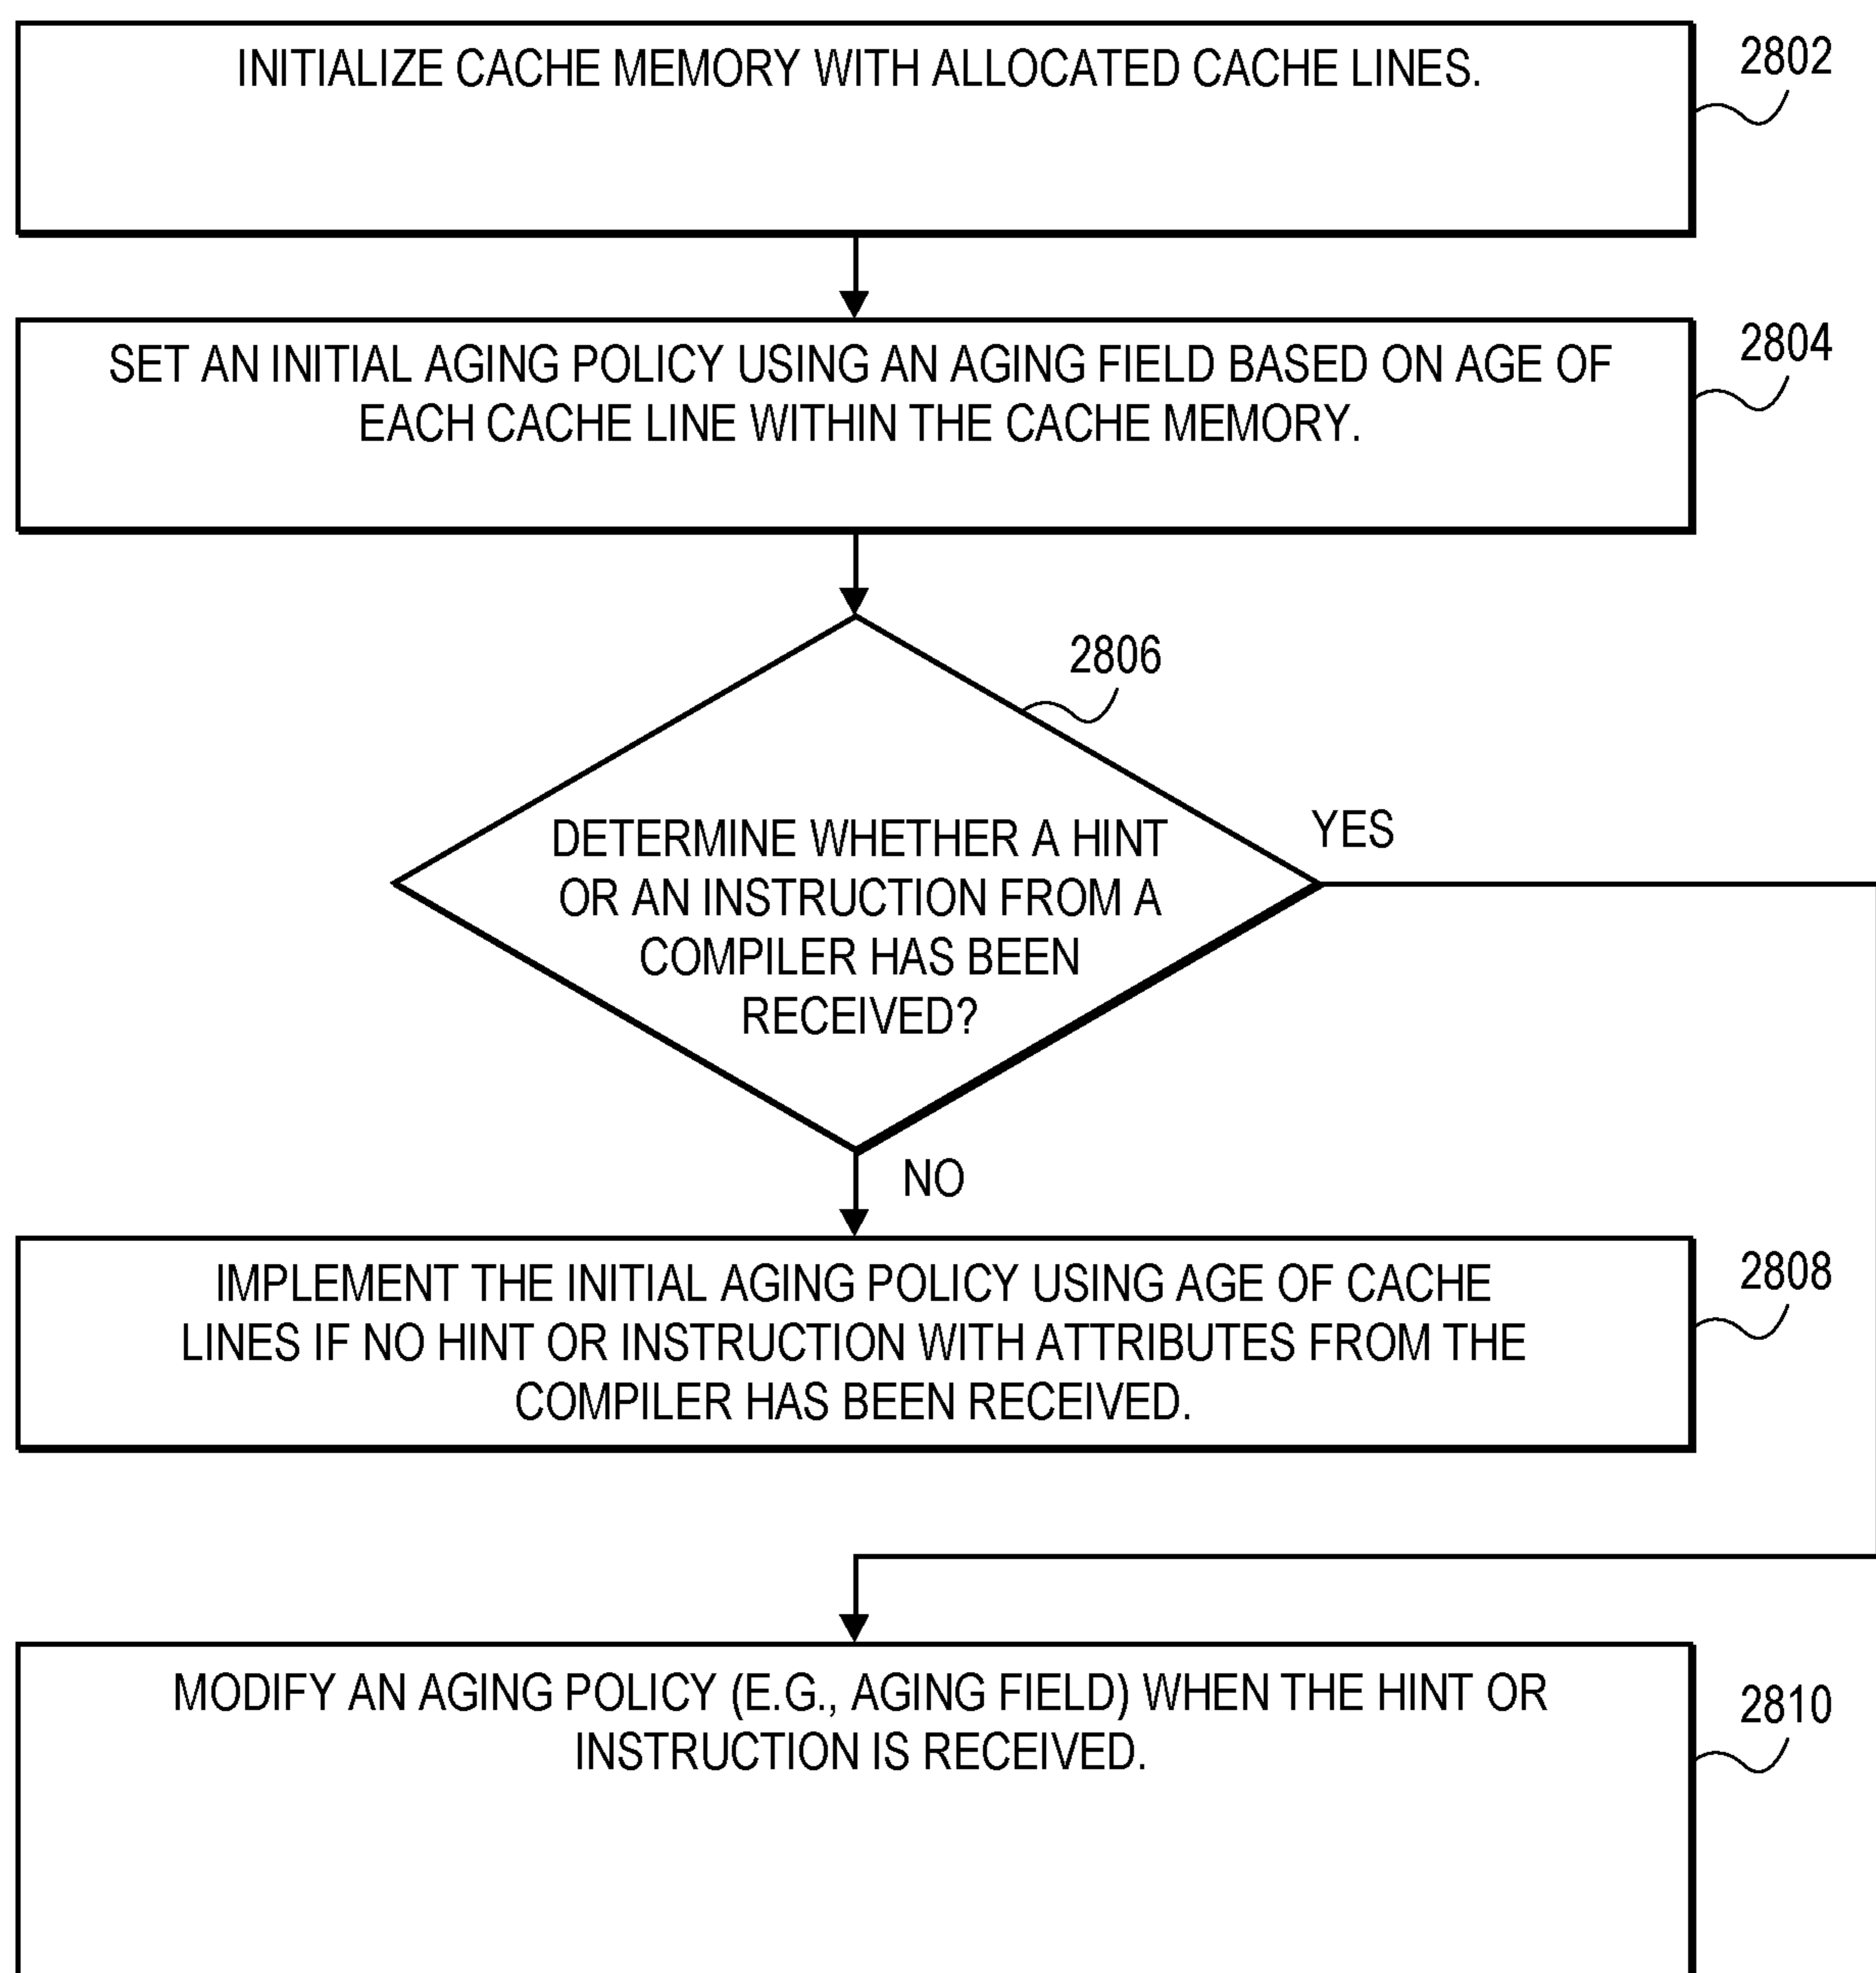 INITIALIZE CACHE MEMORY WITH ALLOCATED CACHE LINES.
2802
SET AN INITIAL AGING POLICY USING AN AGING FIELD BASED ON AGE OF
EACH CACHE LINE WITHIN THE CACHE MEMORY.
2804
2806
DETERMINE WHETHER A HINT
OR AN INSTRUCTION FROM A
COMPILER HAS BEEN
RECEIVED?
YES
NO
IMPLEMENT THE INITIAL AGING POLICY USING AGE OF CACHE
LINES IF NO HINT OR INSTRUCTION WITH ATTRIBUTES FROM THE
COMPILER HAS BEEN RECEIVED.
2808
MODIFY AN AGING POLICY (E.G., AGING FIELD) WHEN THE HINT OR
INSTRUCTION IS RECEIVED.
2810